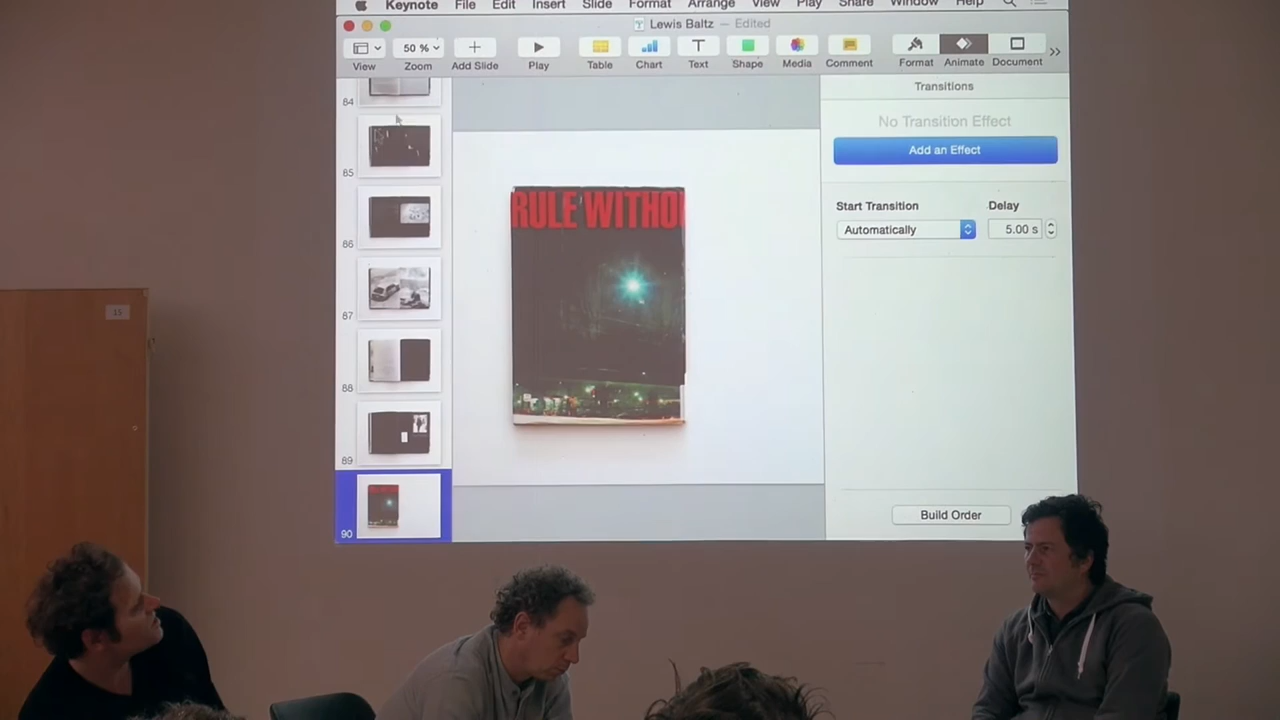 Keynote File Edit Insert Slide Format Arrange View Play Share Window Help
Lewis Baltz — Edited
50 %
View Zoom Add Slide Play Table Chart Text Shape Media Comment Format Animate Document
Transitions
No Transition Effect
Add an Effect
Start Transition Delay
Automatically 5.00 s
Build Order
84
85
86
87
88
89
90
RULE WITHO
15